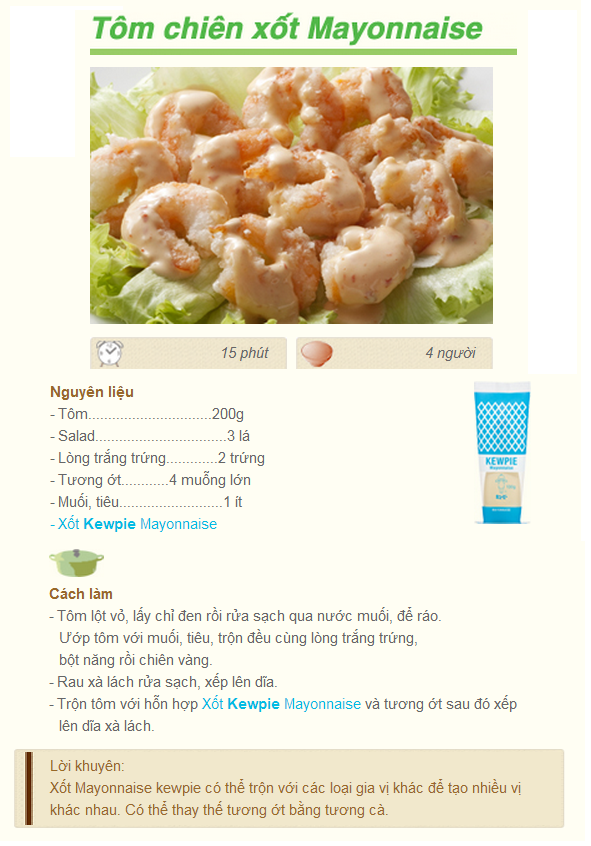 Tôm chiên xốt Mayonnaise
15 phút
4 người
Nguyên liệu
- Tôm..............................200g
- Salad................................3 lá
- Lòng trắng trứng.............2 trứng
- Tương ớt............4 muỗng lớn
- Muối, tiêu.........................1 ít
- Xốt Kewpie Mayonnaise
KEWPIE
Mayonnaise
Cách làm
- Tôm lột vỏ, lấy chỉ đen rồi rửa sạch qua nước muối, để ráo.
Ướp tôm với muối, tiêu, trộn đều cùng lòng trắng trứng,
bột năng rồi chiên vàng.
- Rau xà lách rửa sạch, xếp lên dĩa.
- Trộn tôm với hỗn hợp Xốt Kewpie Mayonnaise và tương ớt sau đó xếp
lên dĩa xà lách.
Lời khuyên:
Xốt Mayonnaise kewpie có thể trộn với các loại gia vị khác để tạo nhiều vị
khác nhau. Có thể thay thế tương ớt bằng tương cà.